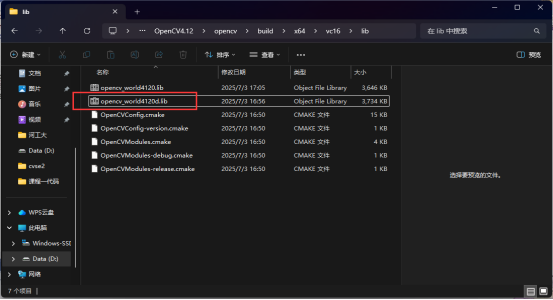 lib
OpenCV4.12 > opencv > build > x64 > vc16 > lib
在 lib 中搜索
新建
排序
查看
预览
名称 修改日期 类型 大小
文档
图片
音乐
视频
河工大
Data (D:)
cvse2
课程一代码
WPS云盘
此电脑
Windows-SSD
Data (D:)
网络
opencv_world4120.lib 2025/7/3 17:05 Object File Library 3,646 KB
opencv_world4120d.lib 2025/7/3 16:56 Object File Library 3,734 KB
OpenCVConfig.cmake 2025/7/3 16:50 CMAKE 文件 15 KB
OpenCVConfig-version.cmake 2025/7/3 16:50 CMAKE 文件 1 KB
OpenCVModules.cmake 2025/7/3 16:50 CMAKE 文件 4 KB
OpenCVModules-debug.cmake 2025/7/3 16:50 CMAKE 文件 1 KB
OpenCVModules-release.cmake 2025/7/3 16:50 CMAKE 文件 1 KB
选择要预览的文件。
7 个项目